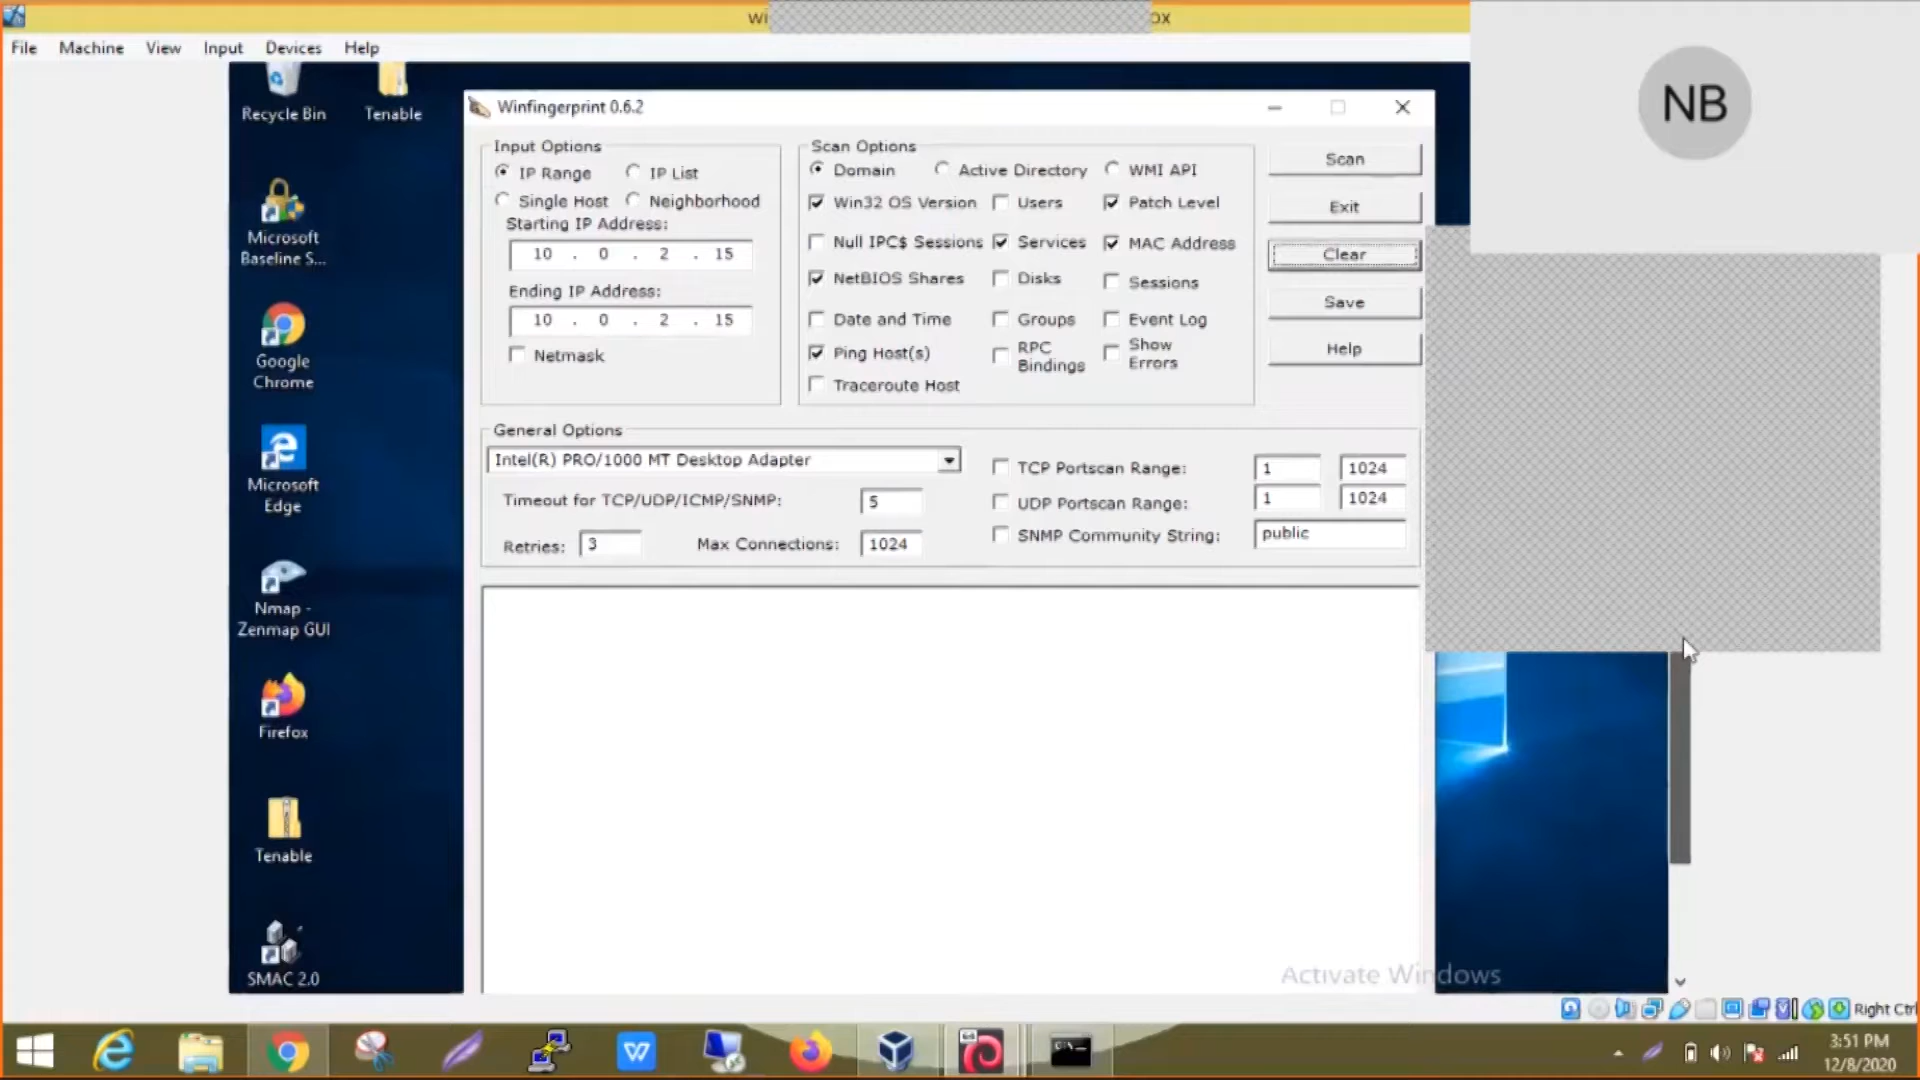 File Machine View Input Devices Help
NB
Recycle Bin
Tenable
Microsoft
Baseline S...
Google
Chrome
Microsoft
Edge
Nmap -
Zenmap GUI
Firefox
Tenable
SMAC 2.0
Winfingerprint 0.6.2
Input Options
IP Range IP List
Single Host Neighborhood
Starting IP Address:
10 . 0 . 2 . 15
Ending IP Address:
10 . 0 . 2 . 15
Netmask
Scan Options
Domain Active Directory WMI API
Win32 OS Version Users Patch Level
Null IPC$ Sessions Services MAC Address
NetBIOS Shares Disks Sessions
Date and Time Groups Event Log
Ping Host(s) RPC Bindings Show Errors
Traceroute Host
Scan
Exit
Clear
Save
Help
General Options
Intel(R) PRO/1000 MT Desktop Adapter
Timeout for TCP/UDP/ICMP/SNMP: 5
Retries: 3 Max Connections: 1024
TCP Portscan Range: 1 1024
UDP Portscan Range: 1 1024
SNMP Community String: public
Activate Windows
Right Ctrl
3:51 PM
12/8/2020